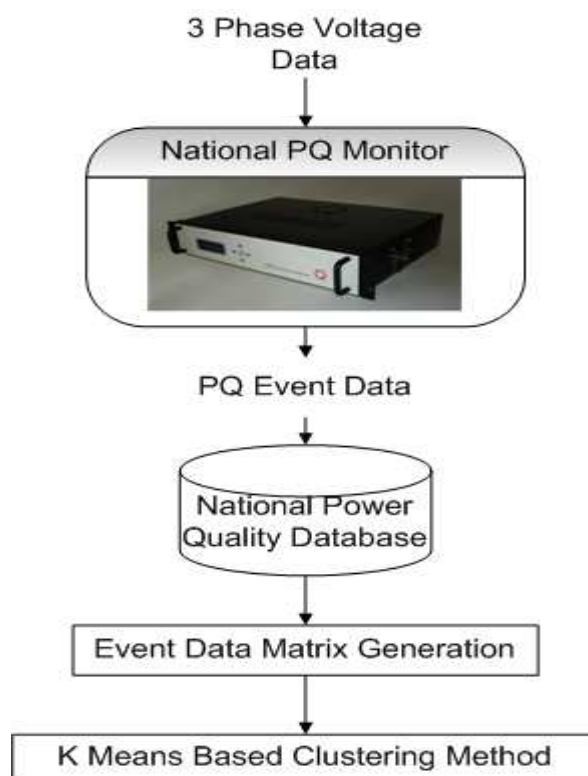 3 Phase Voltage
Data
National PQ Monitor
PQ Event Data
National Power
Quality Database
Event Data Matrix Generation
K Means Based Clustering Method